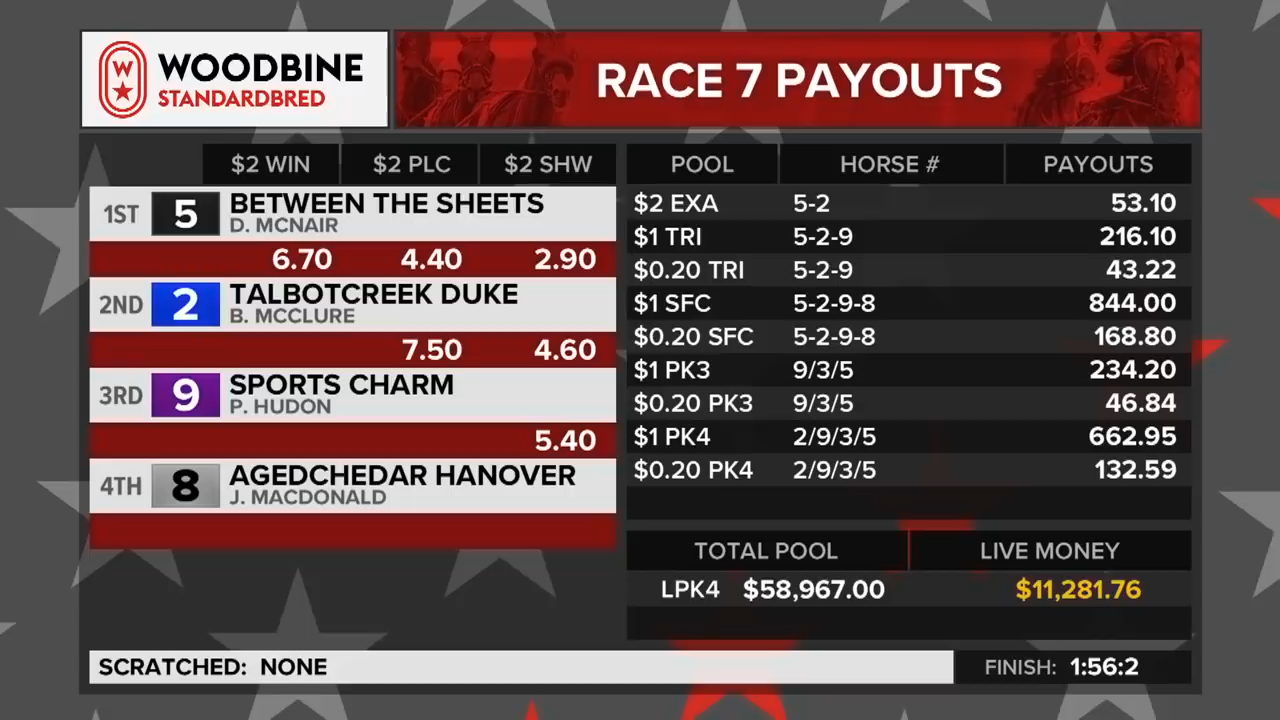 W
WOODBINE
STANDARDBRED
RACE 7 PAYOUTS
$2 WIN $2 PLC $2 SHW
1ST 5 BETWEEN THE SHEETS
D. MCNAIR
6.70 4.40 2.90
2ND 2 TALBOTCREEK DUKE
B. MCCLURE
7.50 4.60
3RD 9 SPORTS CHARM
P. HUDON
5.40
4TH 8 AGEDCHEDAR HANOVER
J. MACDONALD
POOL HORSE # PAYOUTS
$2 EXA 5-2 53.10
$1 TRI 5-2-9 216.10
$0.20 TRI 5-2-9 43.22
$1 SFC 5-2-9-8 844.00
$0.20 SFC 5-2-9-8 168.80
$1 PK3 9/3/5 234.20
$0.20 PK3 9/3/5 46.84
$1 PK4 2/9/3/5 662.95
$0.20 PK4 2/9/3/5 132.59
TOTAL POOL LIVE MONEY
LPK4 $58,967.00 $11,281.76
SCRATCHED: NONE
FINISH: 1:56:2